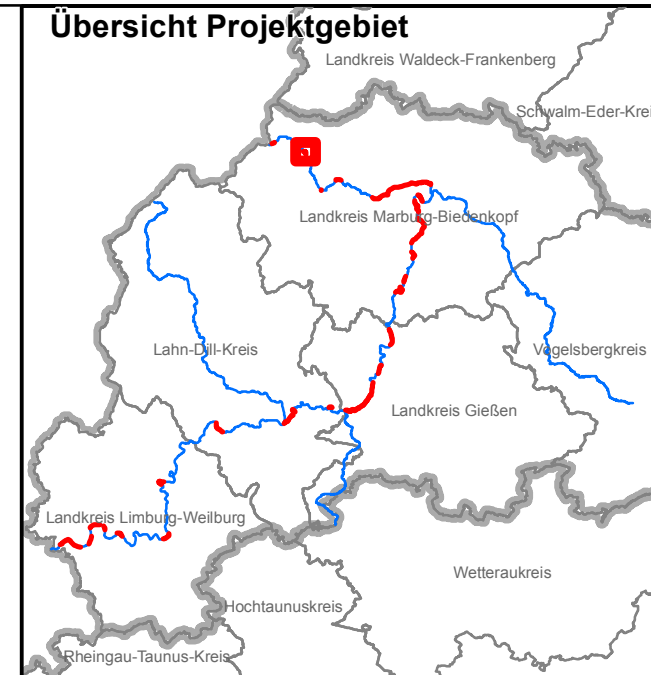 Übersicht Projektgebiet
Landkreis Waldeck-Frankenberg
Schwalm-Eder-Krei
Landkreis Marburg-Biedenkopf
Lahn-Dill-Kreis
Vogelsbergkreis
Landkreis Gießen
Landkreis Limburg-Weilburg
Wetteraukreis
Hochtaunuskreis
Rheingau-Taunus-Kreis